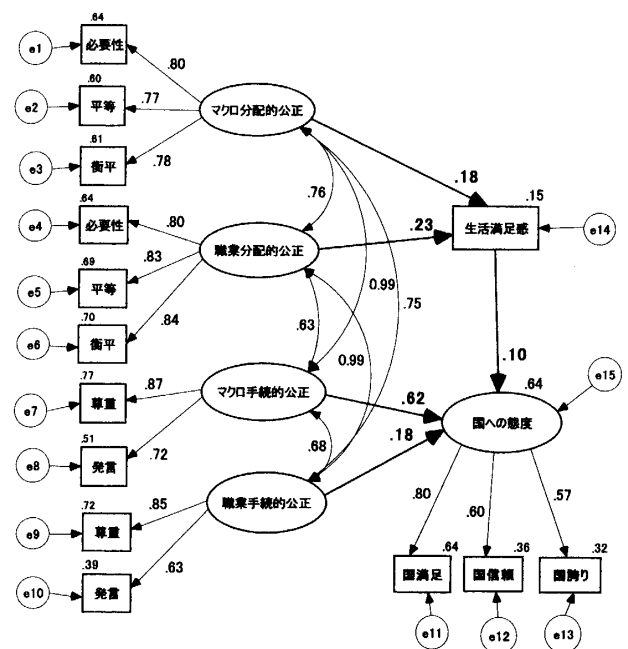 .64
e1
必要性
.80
.60
e2
平等
.77
マクロ分配的公正
.61
e3
衡平
.78
.18
.15
.76
生活満足感
e14
.64
e4
必要性
.80
.23
職業分配的公正
.69
.83
e5
平等
0.99
.75
.70
.84
.63
e6
衡平
0.99
.10
.77
.87
e7
尊重
マクロ手続的公正
.62
.64
e15
国への態度
.51
.72
e8
発言
.68
.18
.72
.85
職業手続的公正
e9
尊重
.80
.60
.57
.39
.63
e10
発言
.64
.36
.32
国満足
国信頼
国誇り
e11
e12
e13